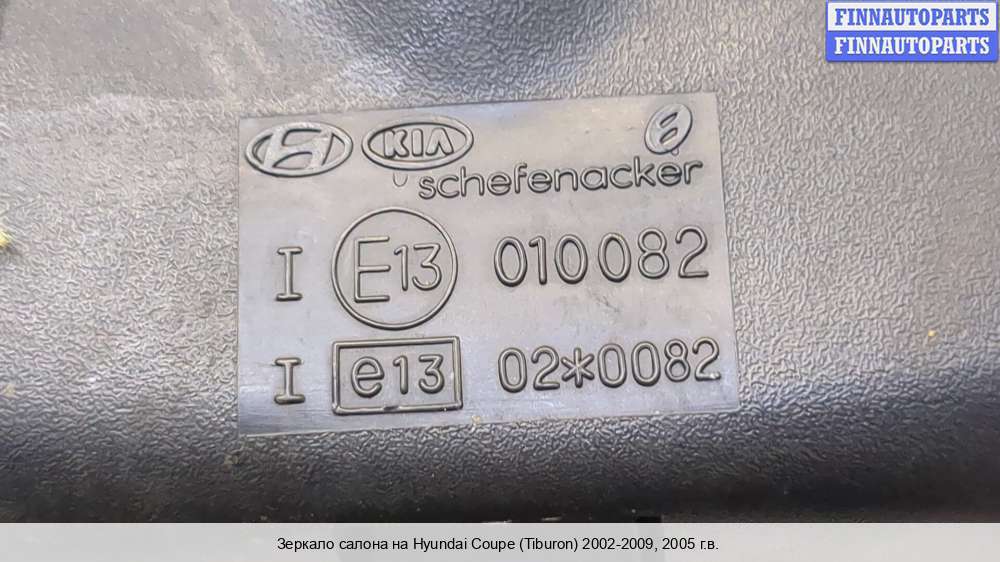 FINNAUTOPARTS
FINNAUTOPARTS
KIA
schefenacker
I E13 010082
I e13 02*0082
Зеркало салона на Hyundai Coupe (Tiburon) 2002-2009, 2005 г.в.